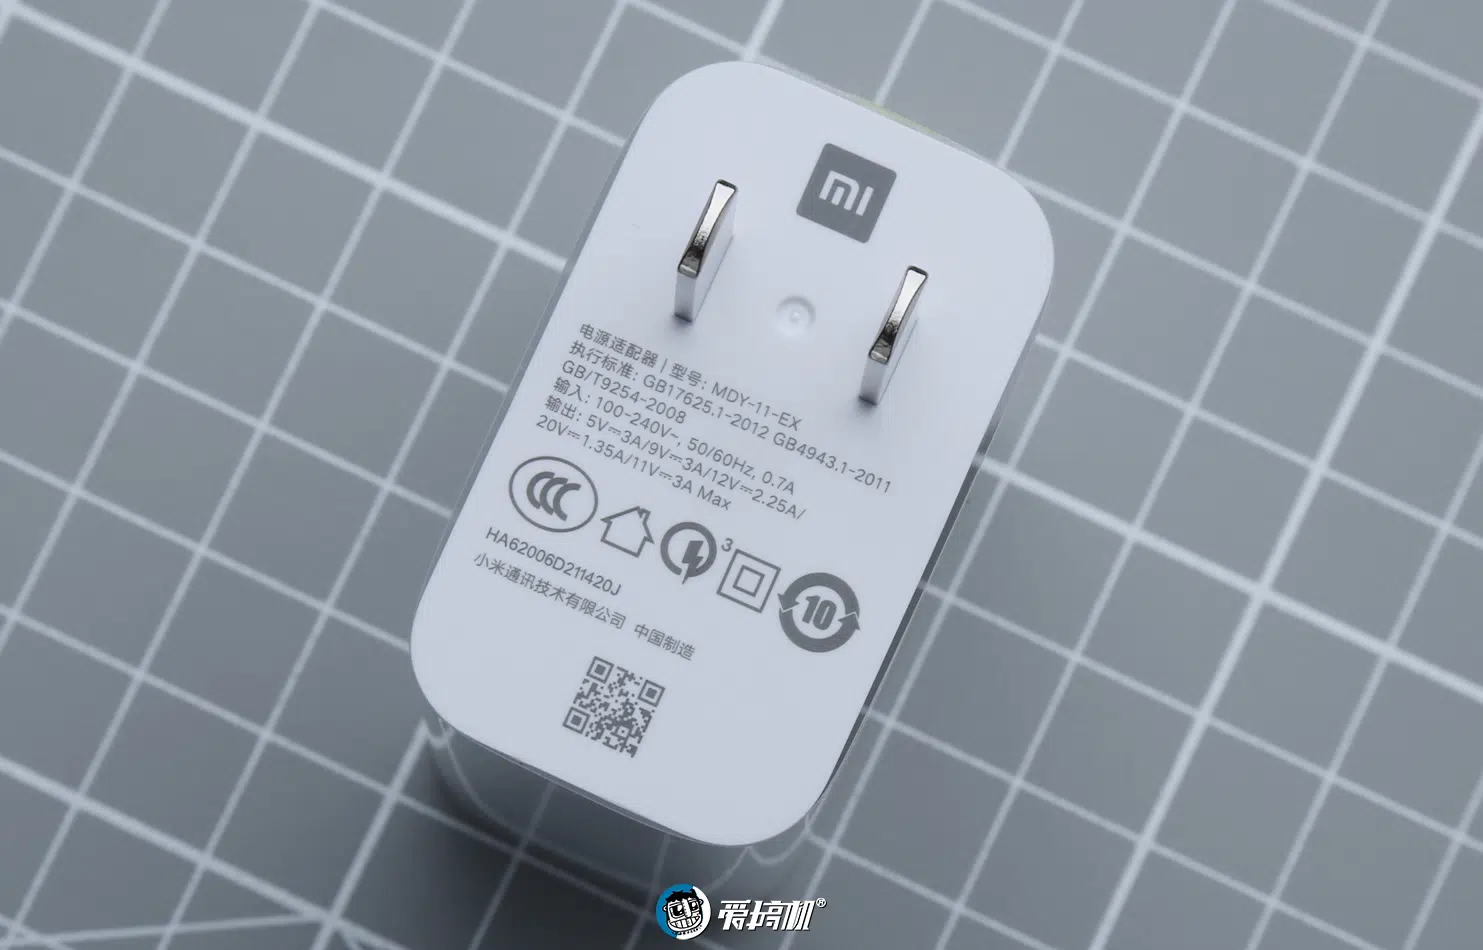 mi
电源适配器 | 型号: MDY-11-EX
执行标准: GB17625.1-2012 GB4943.1-2011
GB/T9254-2008
输入: 100-240V~, 50/60Hz, 0.7A
输出: 5V⎓3A/9V⎓3A/12V⎓2.25A/
20V⎓1.35A/11V⎓3A Max
CCC
3
10
HA62006D211420J
小米通讯技术有限公司 中国制造
爱搞机®